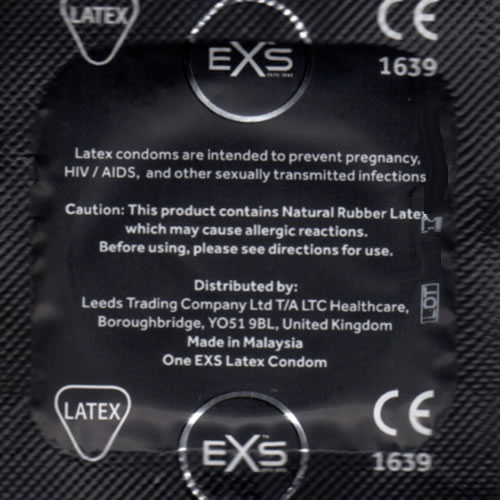 LATEX
EXS
CE
1639
Latex condoms are intended to prevent pregnancy,
HIV / AIDS, and other sexually transmitted infections
Caution: This product contains Natural Rubber Latex
which may cause allergic reactions.
Before using, please see directions for use.
LOT
Distributed by:
Leeds Trading Company Ltd T/A LTC Healthcare,
Boroughbridge, YO51 9BL, United Kingdom
Made in Malaysia
One EXS Latex Condom
LATEX
EXS
CE
1639